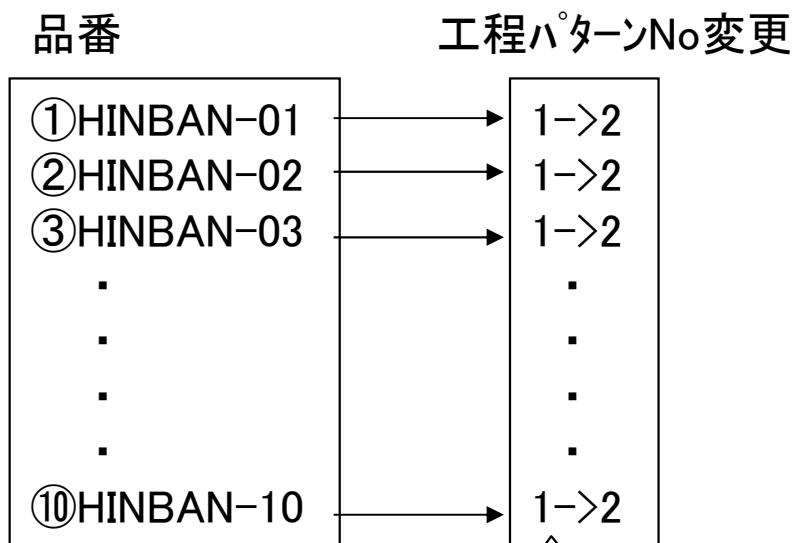 品番 工程ﾊﾟﾀｰﾝNo変更
①HINBAN-01 1->2
②HINBAN-02 1->2
③HINBAN-03 1->2
・ ・
・ ・
・ ・
・ ・
⑩HINBAN-10 1->2